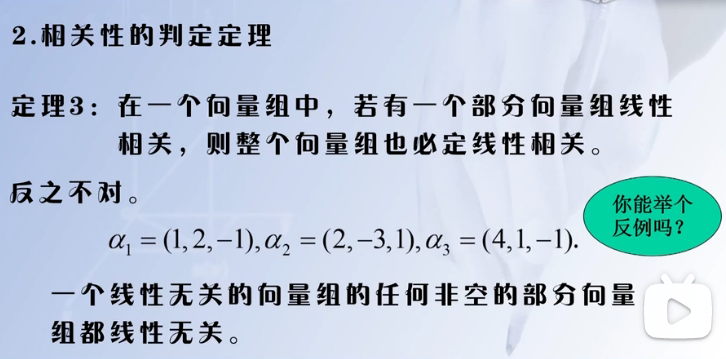 2.相关性的判定定理
定理3：在一个向量组中，若有一个部分向量组线性
相关，则整个向量组也必定线性相关。
反之不对。
你能举个
反例吗？
α₁ = (1,2,−1), α₂ = (2,−3,1), α₃ = (4,1,−1).
一个线性无关的向量组的任何非空的部分向量
组都线性无关。